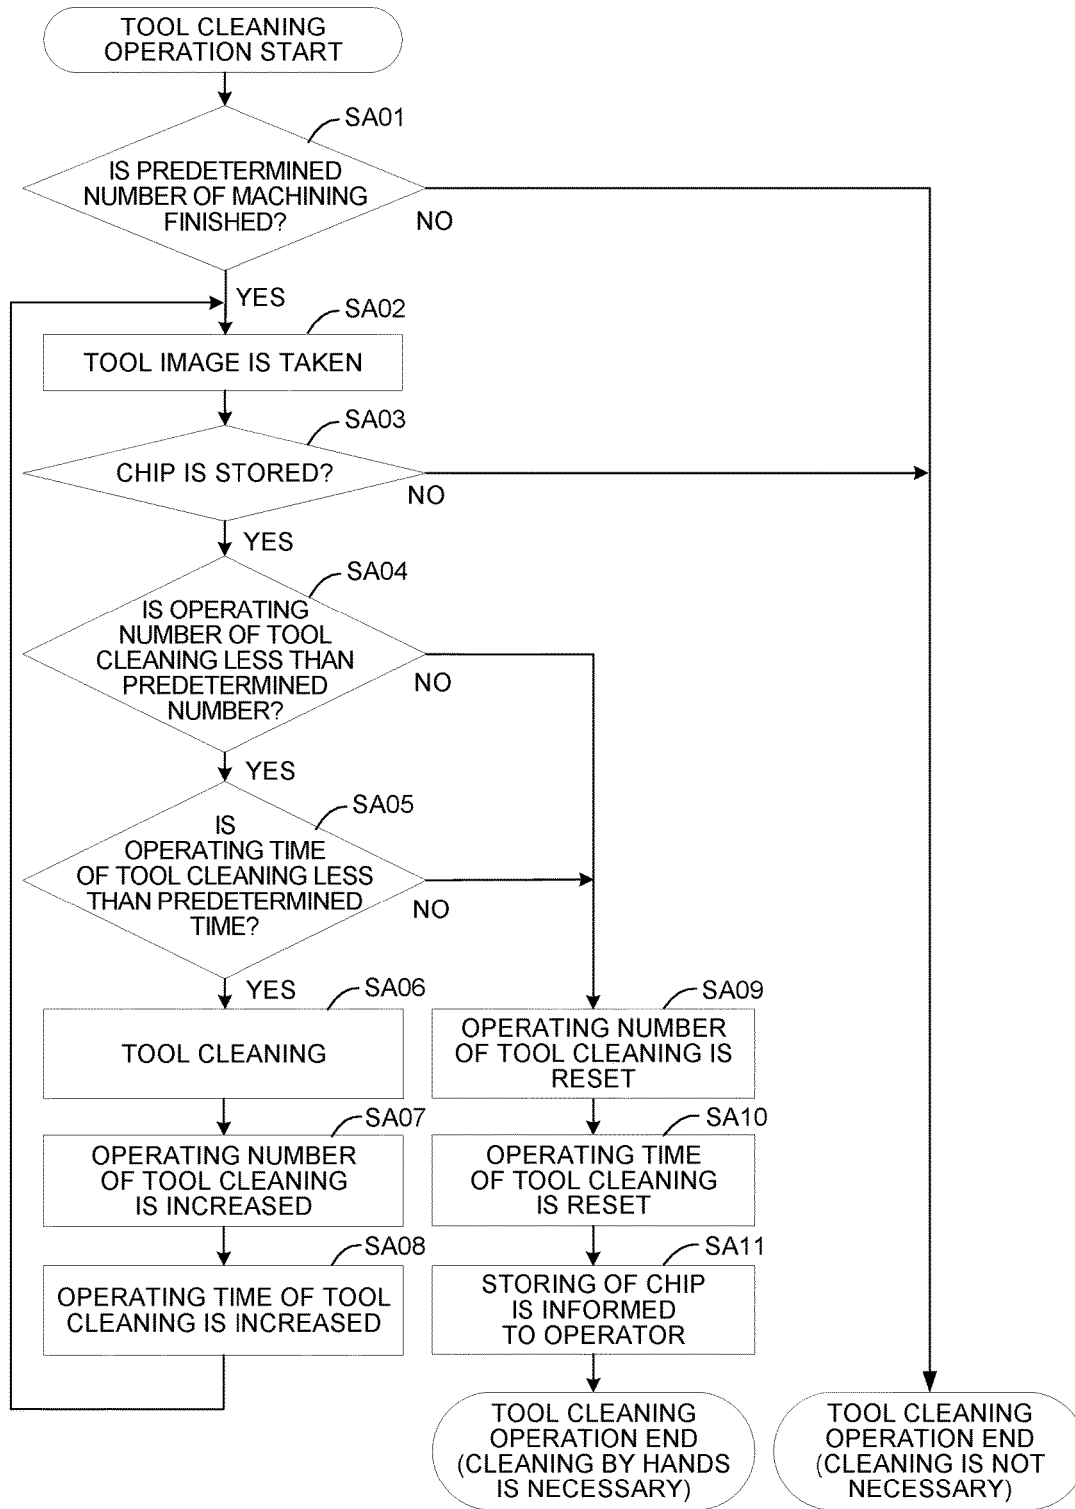 TOOL CLEANING
OPERATION START
SA01
IS PREDETERMINED
NUMBER OF MACHINING
FINISHED?
NO
YES
SA02
TOOL IMAGE IS TAKEN
SA03
CHIP IS STORED?
NO
YES
SA04
IS OPERATING
NUMBER OF TOOL
CLEANING LESS THAN
PREDETERMINED
NUMBER?
NO
YES
SA05
IS
OPERATING TIME
OF TOOL CLEANING LESS
THAN PREDETERMINED
TIME?
NO
YES
SA06
TOOL CLEANING
SA07
OPERATING NUMBER
OF TOOL CLEANING
IS INCREASED
SA08
OPERATING TIME OF TOOL
CLEANING IS INCREASED
SA09
OPERATING NUMBER
OF TOOL CLEANING IS
RESET
SA10
OPERATING TIME
OF TOOL CLEANING
IS RESET
SA11
STORING OF CHIP
IS INFORMED
TO OPERATOR
TOOL CLEANING
OPERATION END
(CLEANING BY HANDS
IS NECESSARY)
TOOL CLEANING
OPERATION END
(CLEANING IS NOT
NECESSARY)